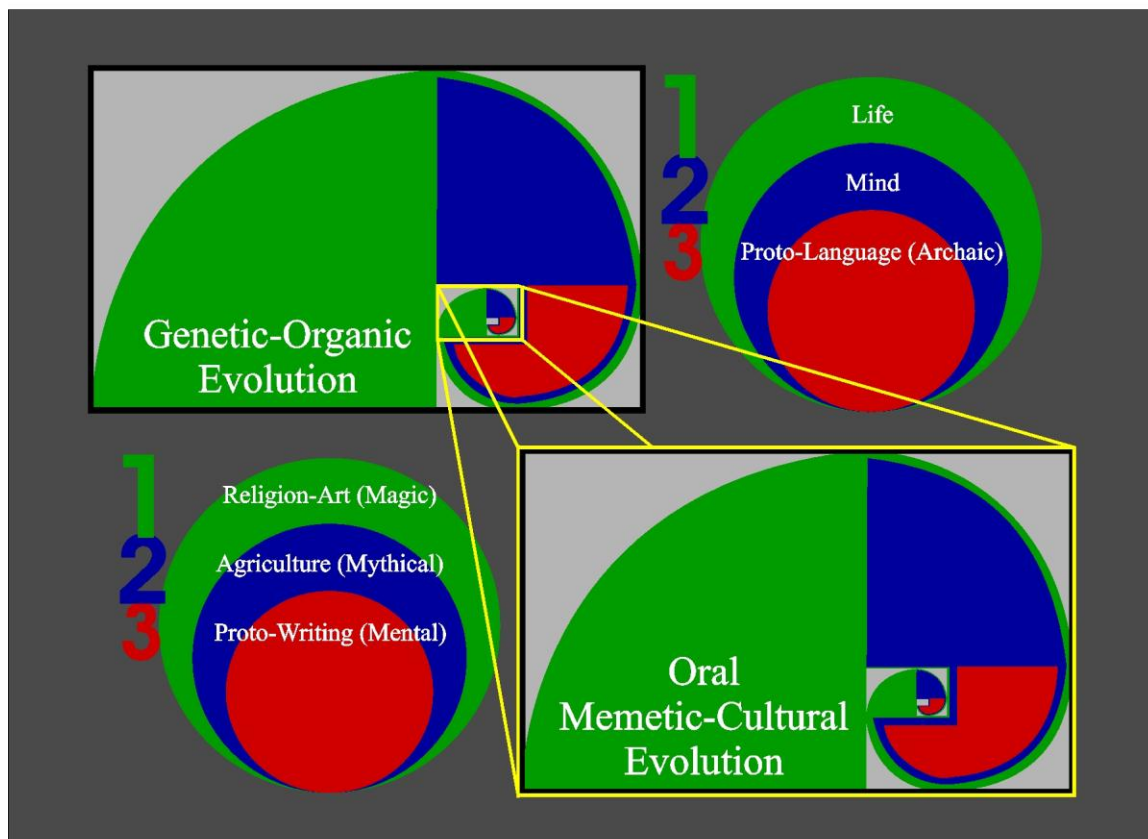 Genetic-Organic
Evolution
1
Life
2
Mind
3
Proto-Language (Archaic)
1
Religion-Art (Magic)
2
Agriculture (Mythical)
3
Proto-Writing (Mental)
Oral
Memetic-Cultural
Evolution